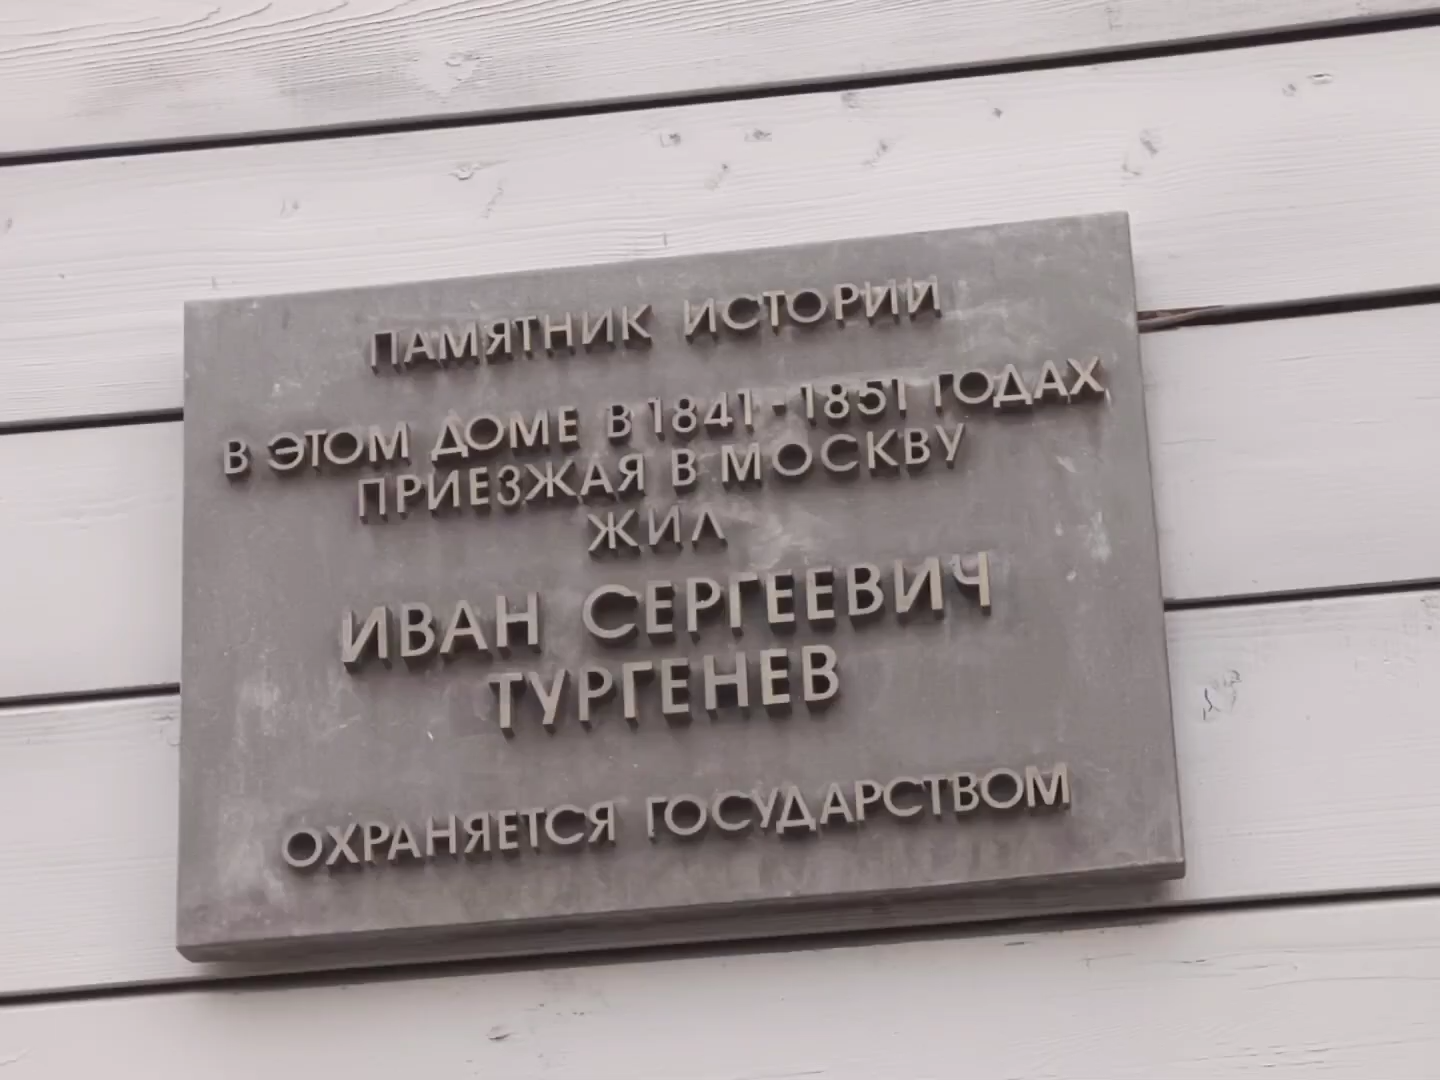 ПАМЯТНИК ИСТОРИИ
В ЭТОМ ДОМЕ В 1841-1851 ГОДАХ
ПРИЕЗЖАЯ В МОСКВУ
ЖИЛ
ИВАН СЕРГЕЕВИЧ
ТУРГЕНЕВ
ОХРАНЯЕТСЯ ГОСУДАРСТВОМ